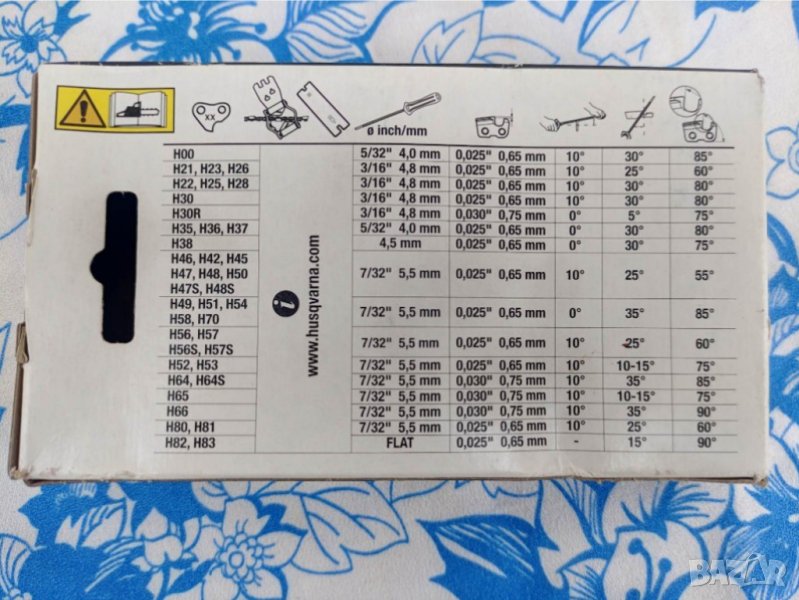 XX
ø inch/mm
H00 5/32" 4,0 mm 0,025" 0,65 mm 10° 30° 85°
H21, H23, H26 3/16" 4,8 mm 0,025" 0,65 mm 10° 25° 60°
H22, H25, H28 3/16" 4,8 mm 0,025" 0,65 mm 10° 30° 80°
H30 3/16" 4,8 mm 0,025" 0,65 mm 10° 30° 80°
H30R 3/16" 4,8 mm 0,030" 0,75 mm 0° 5° 75°
H35, H36, H37 5/32" 4,0 mm 0,025" 0,65 mm 0° 30° 80°
H38 4,5 mm 0,025" 0,65 mm 0° 30° 75°
H46, H42, H45
H47, H48, H50 7/32" 5,5 mm 0,025" 0,65 mm 10° 25° 55°
H47S, H48S
H49, H51, H54
H58, H70 7/32" 5,5 mm 0,025" 0,65 mm 0° 35° 85°
H56, H57
H56S, H57S 7/32" 5,5 mm 0,025" 0,65 mm 10° 25° 60°
H52, H53 7/32" 5,5 mm 0,025" 0,65 mm 10° 10-15° 75°
H64, H64S 7/32" 5,5 mm 0,030" 0,75 mm 10° 35° 85°
H65 7/32" 5,5 mm 0,030" 0,75 mm 10° 10-15° 75°
H66 7/32" 5,5 mm 0,030" 0,75 mm 10° 35° 90°
H80, H81 7/32" 5,5 mm 0,025" 0,65 mm 10° 25° 60°
H82, H83 FLAT 0,025" 0,65 mm - 15° 90°
i www.husqvarna.com
BAZAR